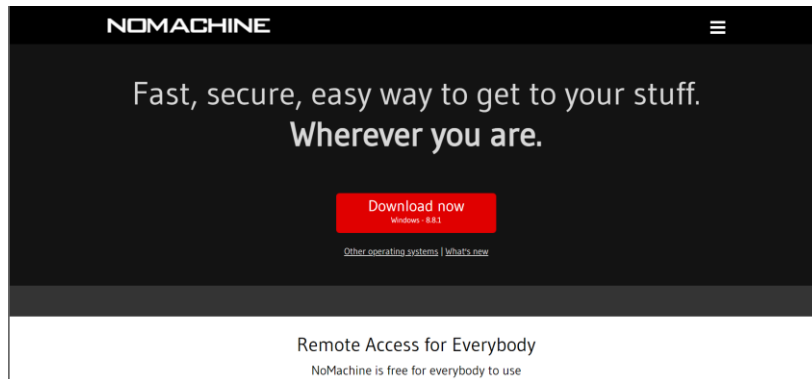 NOMACHINE
Fast, secure, easy way to get to your stuff.
Wherever you are.
Download now
Windows - 8.8.1
Other operating systems | What's new
Remote Access for Everybody
NoMachine is free for everybody to use